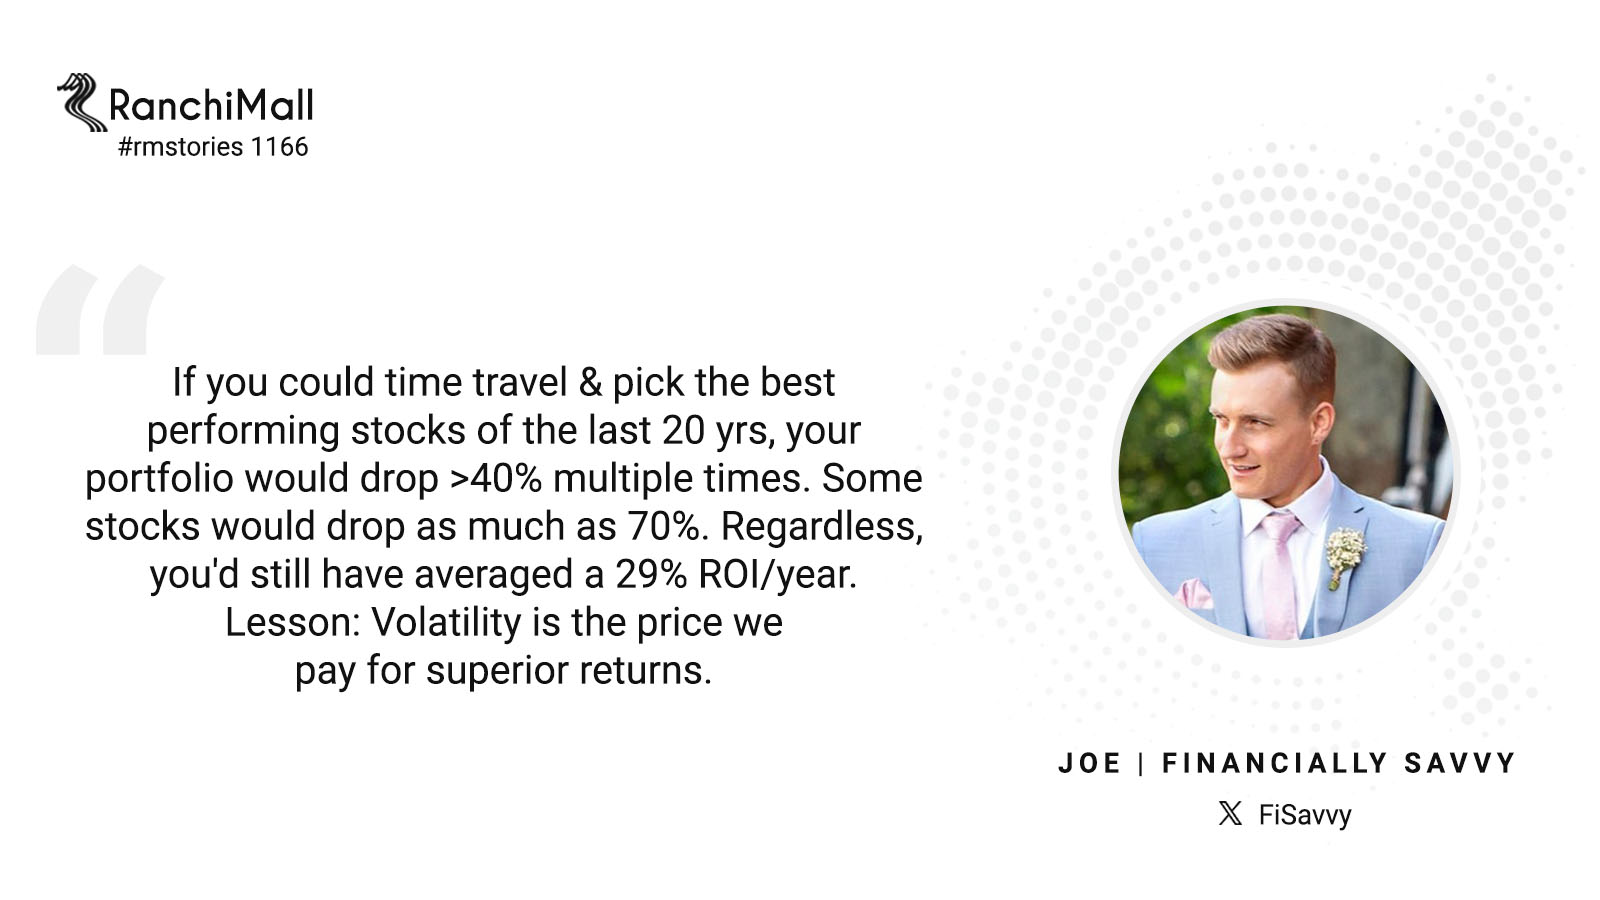 RanchiMall
#rmstories 1166
“
If you could time travel & pick the best
performing stocks of the last 20 yrs, your
portfolio would drop >40% multiple times. Some
stocks would drop as much as 70%. Regardless,
you'd still have averaged a 29% ROI/year.
Lesson: Volatility is the price we
pay for superior returns.
JOE | FINANCIALLY SAVVY
𝕏 FiSavvy